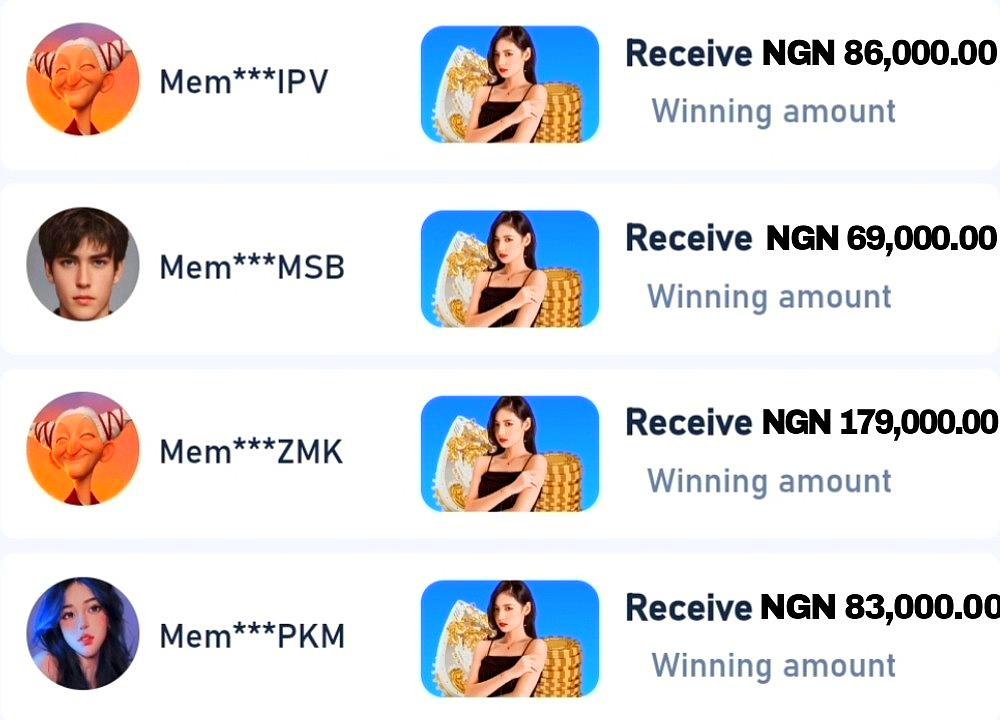 Mem***IPV
Receive NGN 86,000.00
Winning amount
Mem***MSB
Receive NGN 69,000.00
Winning amount
Mem***ZMK
Receive NGN 179,000.00
Winning amount
Mem***PKM
Receive NGN 83,000.00
Winning amount